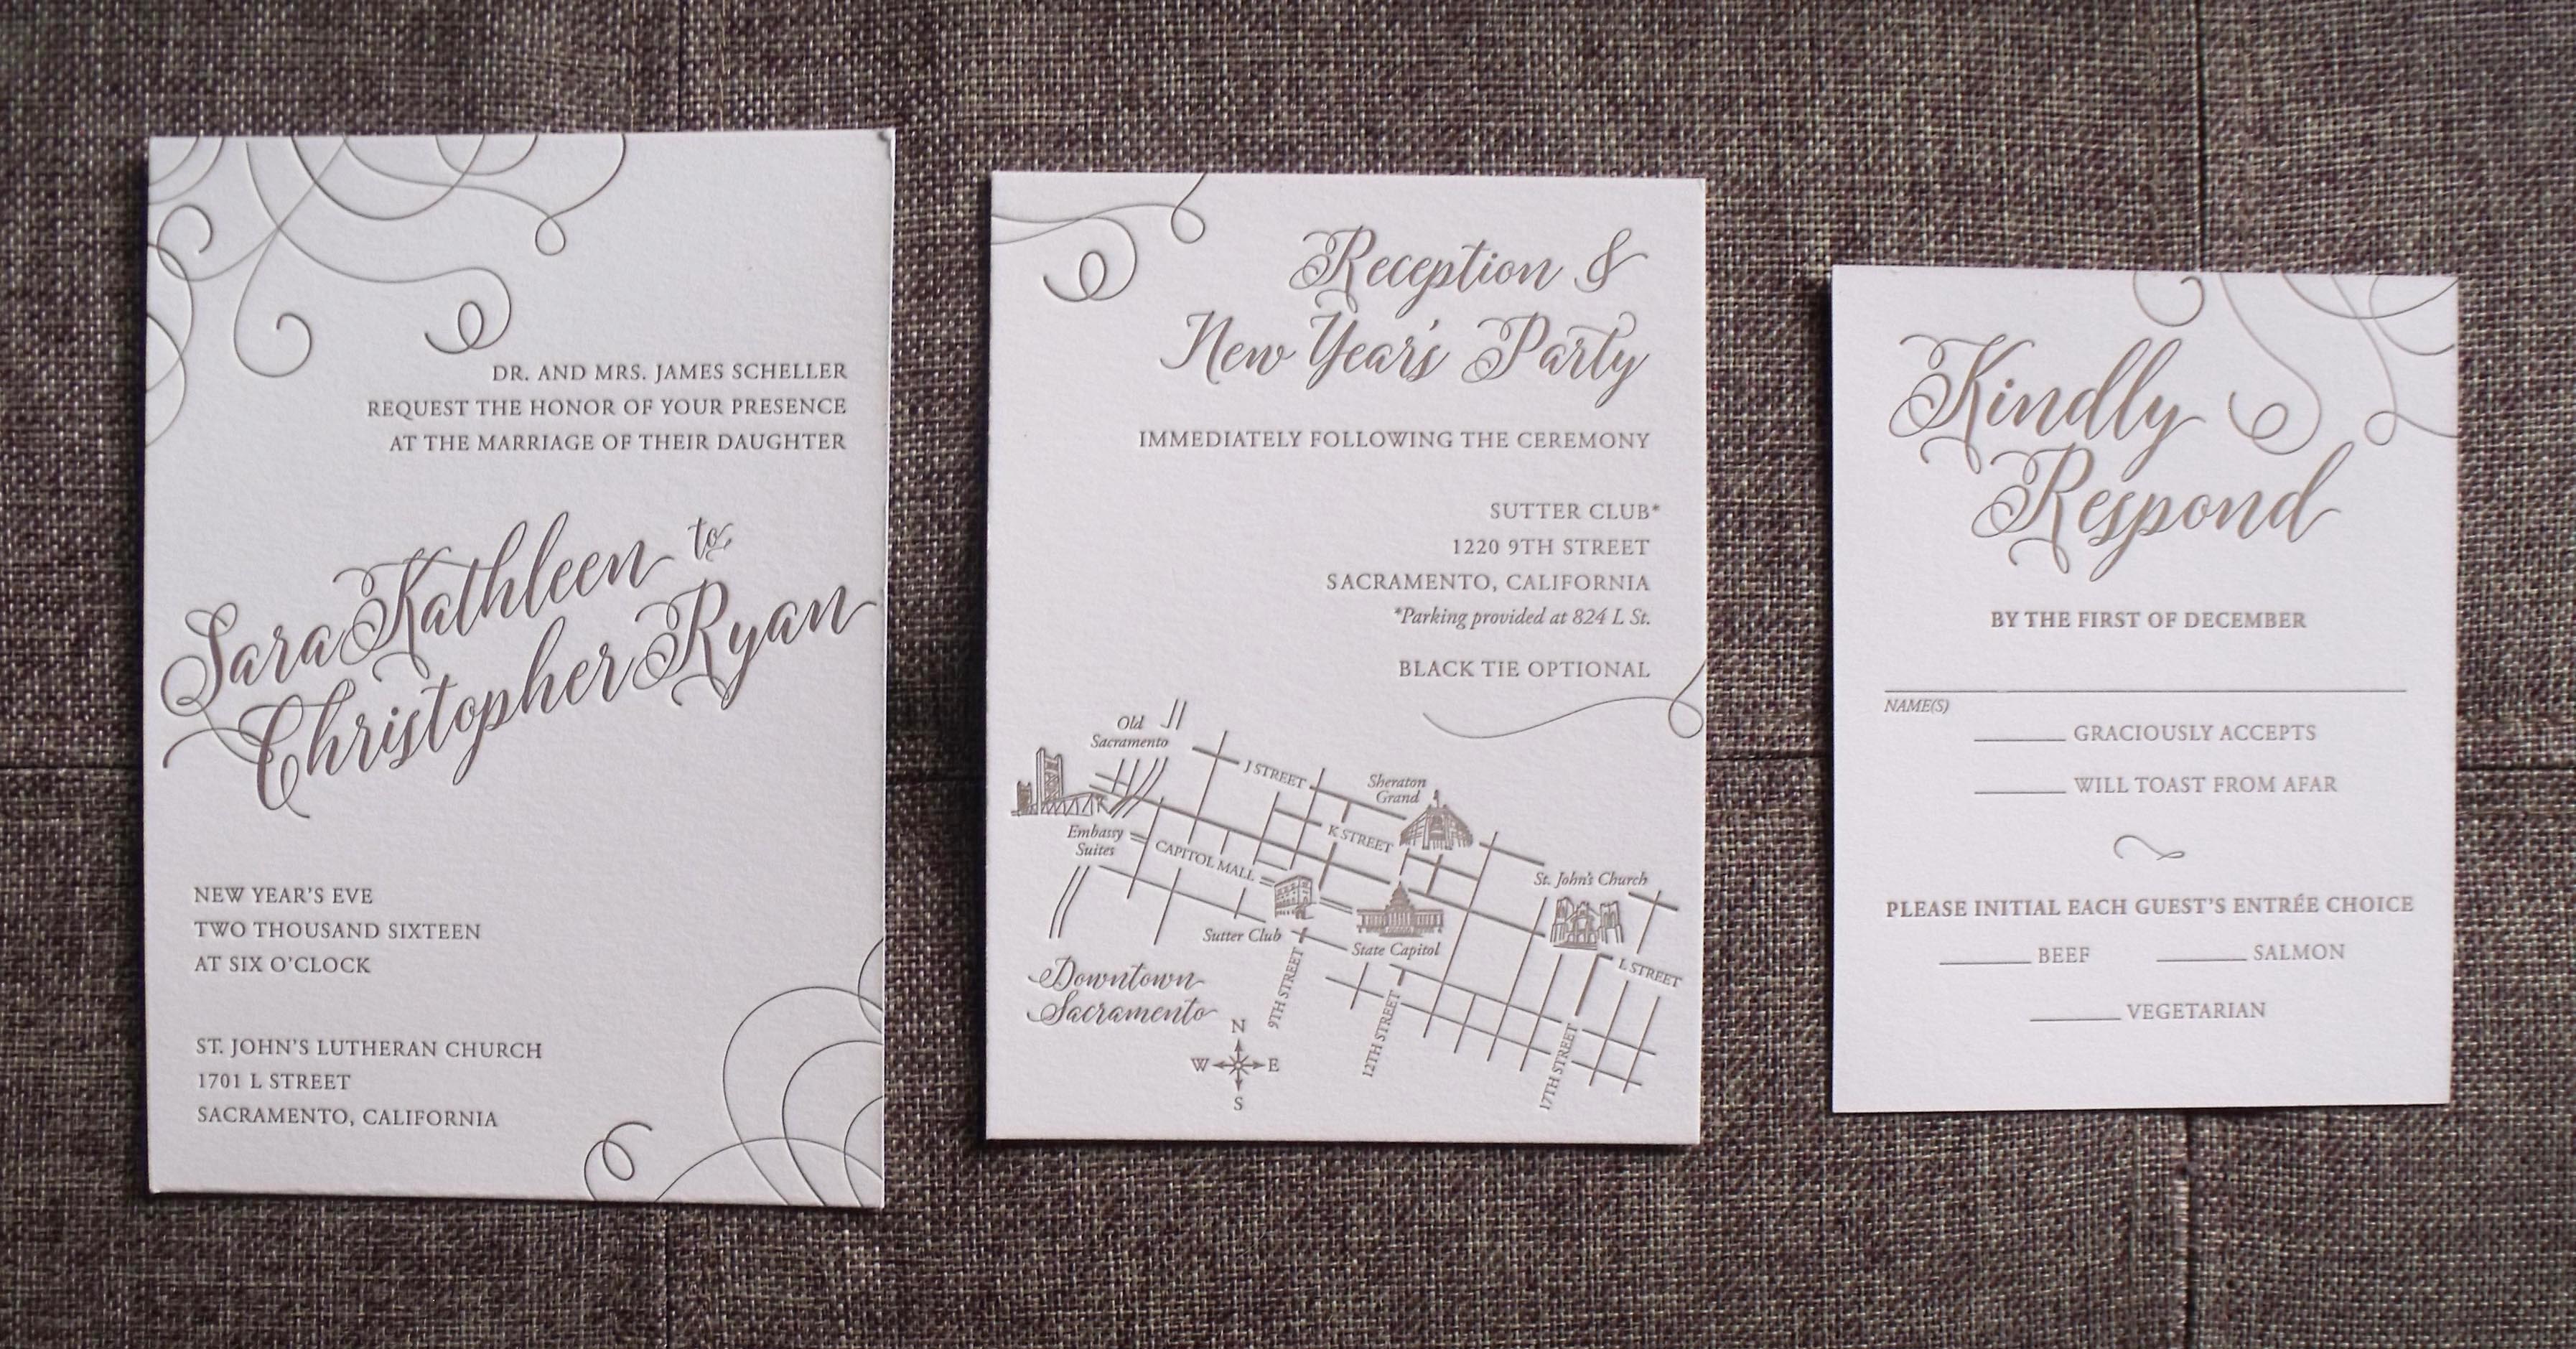 DR. AND MRS. JAMES SCHELLER
REQUEST THE HONOR OF YOUR PRESENCE
AT THE MARRIAGE OF THEIR DAUGHTER
Sara Kathleen to
Christopher Ryan
NEW YEAR'S EVE
TWO THOUSAND SIXTEEN
AT SIX O'CLOCK
ST. JOHN'S LUTHERAN CHURCH
1701 L STREET
SACRAMENTO, CALIFORNIA
Reception &
New Year's Party
IMMEDIATELY FOLLOWING THE CEREMONY
SUTTER CLUB*
1220 9TH STREET
SACRAMENTO, CALIFORNIA
*Parking provided at 824 L St.
BLACK TIE OPTIONAL
Old
Sacramento
J STREET
Sheraton
Grand
Embassy
Suites
K STREET
CAPITOL MALL
St. John's Church
Sutter Club
State Capitol
L STREET
9TH STREET
12TH STREET
17TH STREET
Downtown
Sacramento
N
W E
S
Kindly
Respond
BY THE FIRST OF DECEMBER
NAME(S)
GRACIOUSLY ACCEPTS
WILL TOAST FROM AFAR
PLEASE INITIAL EACH GUEST'S ENTRÉE CHOICE
BEEF SALMON
VEGETARIAN